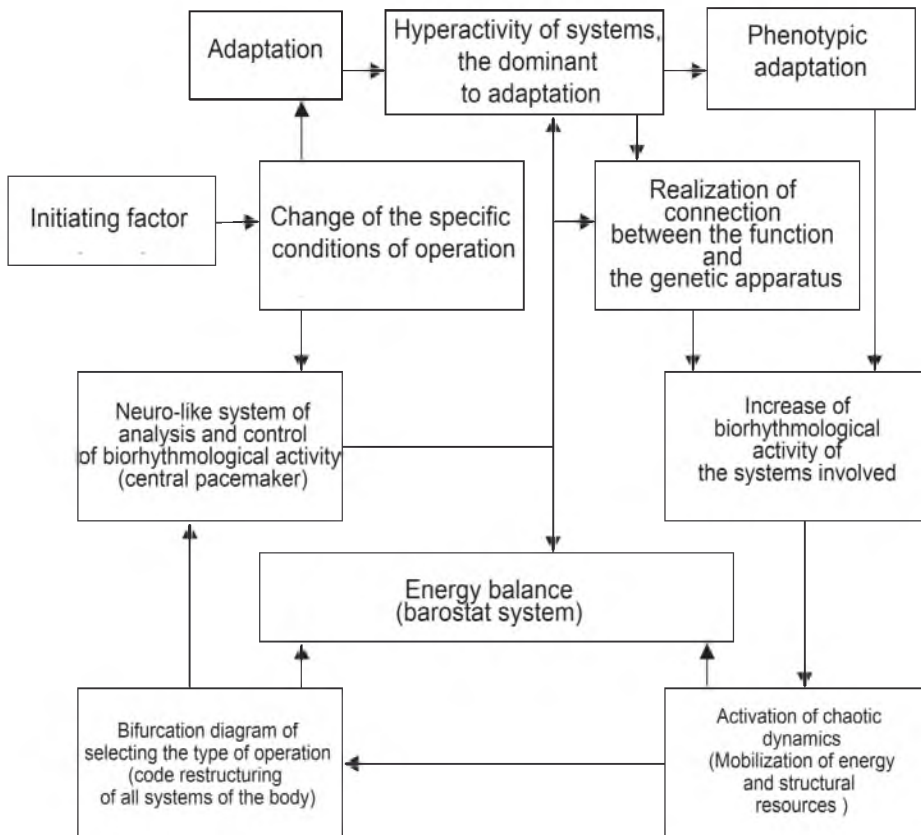 Adaptation
Hyperactivity of systems,
the dominant
to adaptation
Phenotypic
adaptation
Initiating factor
Change of the specific
conditions of operation
Realization of
connection
between the function
and
the genetic apparatus
Neuro-like system of
analysis and control
of biorhythmological activity
(central pacemaker)
Increase of
biorhythmological
activity of
the systems involved
Energy balance
(barostat system)
Bifurcation diagram of
selecting the type of operation
(code restructuring
of all systems of the body)
Activation of chaotic
dynamics
(Mobilization of energy
and structural
resources )